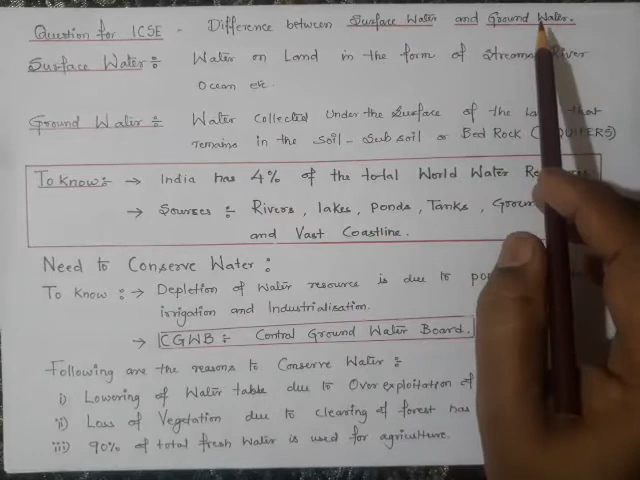 Question for ICSE - Difference between Surface Water and Ground Water.
Surface Water :- Water on Land in the form of Streams River
Ocean etc.
Ground Water :- Water Collected Under the Surface of the that
remains in the Soil - Sub soil or Bed Rock
To Know :- → India has 4% of the total World Water
→ Sourses :- Rivers, lakes, Ponds, Tanks,
and Vast Coastline.
Need to Conserve Water :
To Know :- → Depletion of Water resource is due to
irrigation and Industrialisation.
→ CGWB :- Central Ground Water Board.
Following are the reasons to Conserve Water :-
i) Lowering of Water table due to Over exploitation of
ii) Loss of Vegetation due to clearing of forest has
iii) 90% of total fresh Water is used for agriculture.